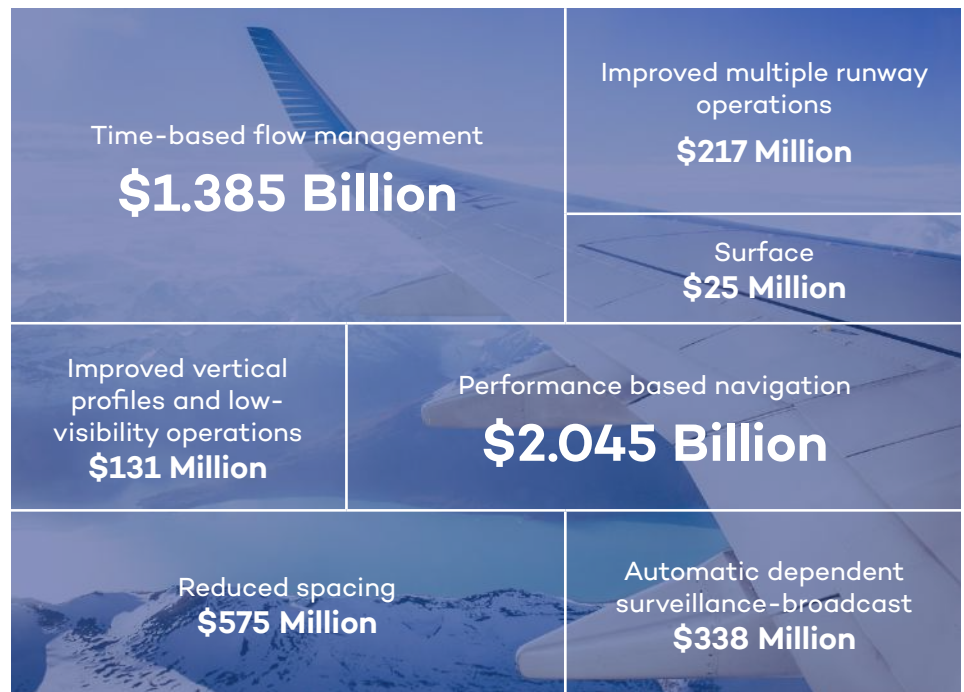 Time-based flow management
$1.385 Billion
Improved multiple runway
operations
$217 Million
Surface
$25 Million
Improved vertical
profiles and low-
visibility operations
$131 Million
Performance based navigation
$2.045 Billion
Reduced spacing
$575 Million
Automatic dependent
surveillance-broadcast
$338 Million